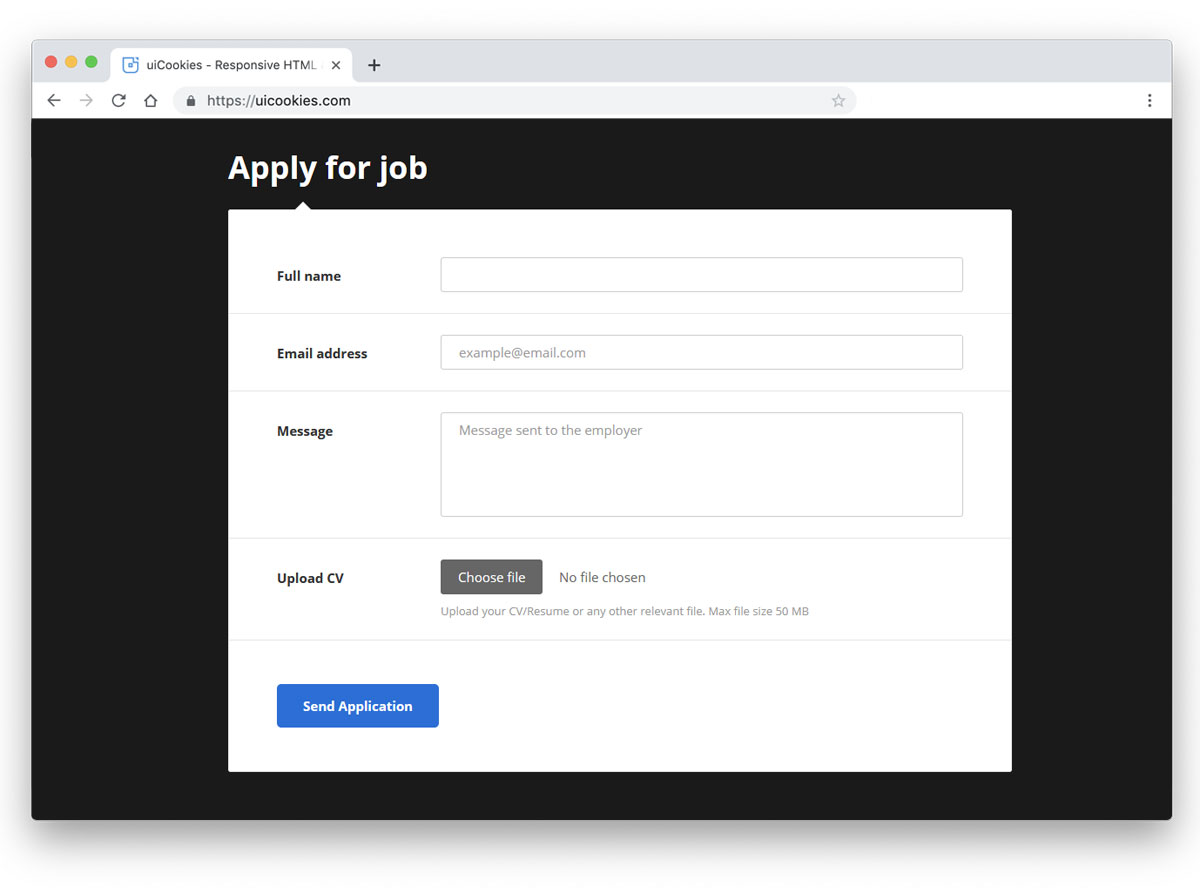 uiCookies - Responsive HTML
https://uicookies.com
Apply for job
Full name
Email address
example@email.com
Message
Message sent to the employer
Upload CV
Choose file
No file chosen
Upload your CV/Resume or any other relevant file. Max file size 50 MB
Send Application